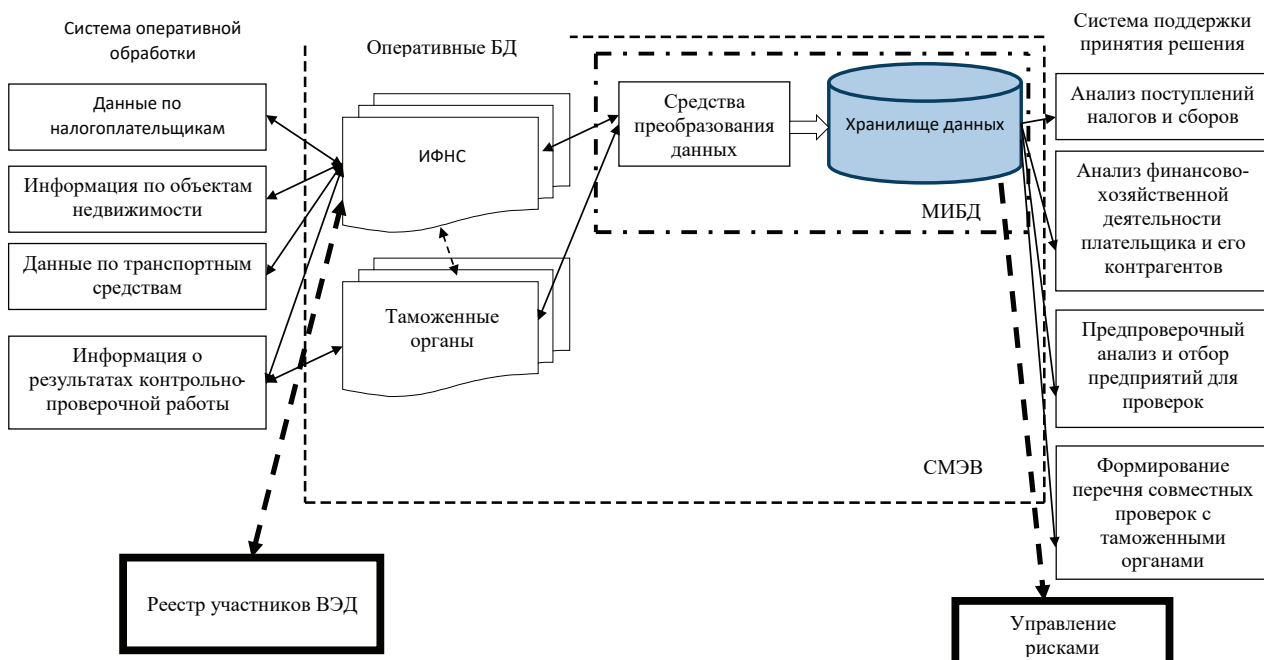 Система оперативной
обработки
Данные по
налогоплательщикам
Информация по объектам
недвижимости
Данные по транспортным
средствам
Информация о
результатах контрольно-
проверочной работы
Оперативные БД
ИФНС
Таможенные
органы
Средства
преобразования
данных
Хранилище данных
МИБД
СМЭВ
Система поддержки
принятия решения
Анализ поступлений
налогов и сборов
Анализ финансово-
хозяйственной
деятельности
плательщика и его
контрагентов
Предпроверочный
анализ и отбор
предприятий для
проверок
Формирование
перечня совместных
проверок с
таможенными
органами
Реестр участников ВЭД
Управление
рисками